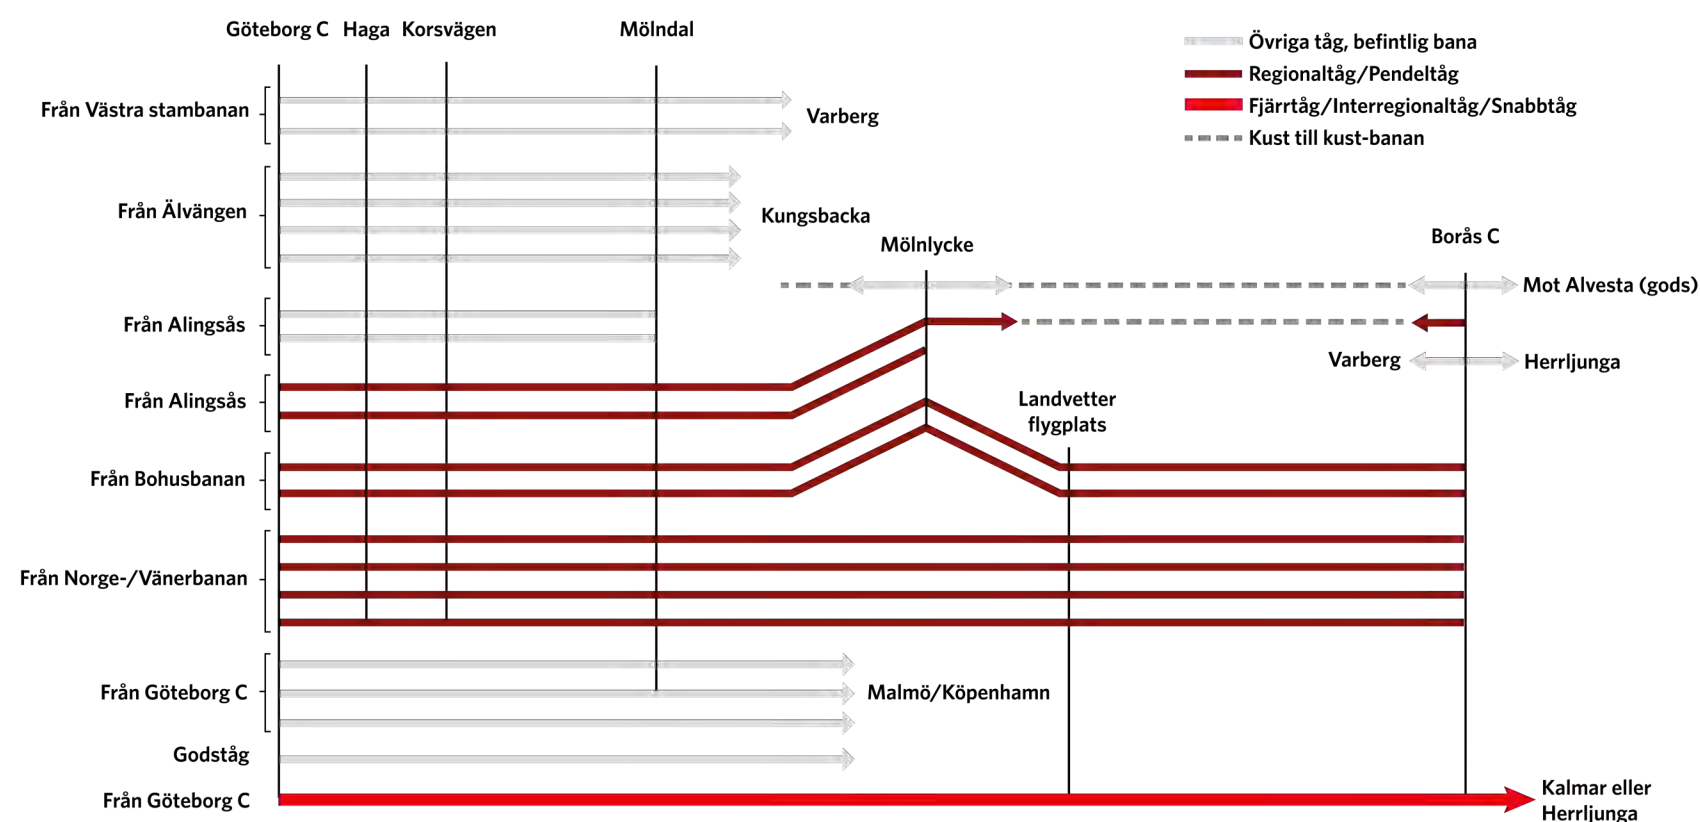 Göteborg C Haga Korsvägen Mölndal
Övriga tåg, befintlig bana
Regionaltåg/Pendeltåg
Fjärrtåg/Interregionaltåg/Snabbtåg
Kust till kust-banan
Från Västra stambanan
Varberg
Från Älvängen
Kungsbacka
Mölnlycke
Borås C
Mot Alvesta (gods)
Från Alingsås
Varberg
Herrljunga
Från Alingsås
Landvetter
flygplats
Från Bohusbanan
Från Norge-/Vänerbanan
Från Göteborg C
Malmö/Köpenhamn
Godståg
Från Göteborg C
Kalmar eller
Herrljunga